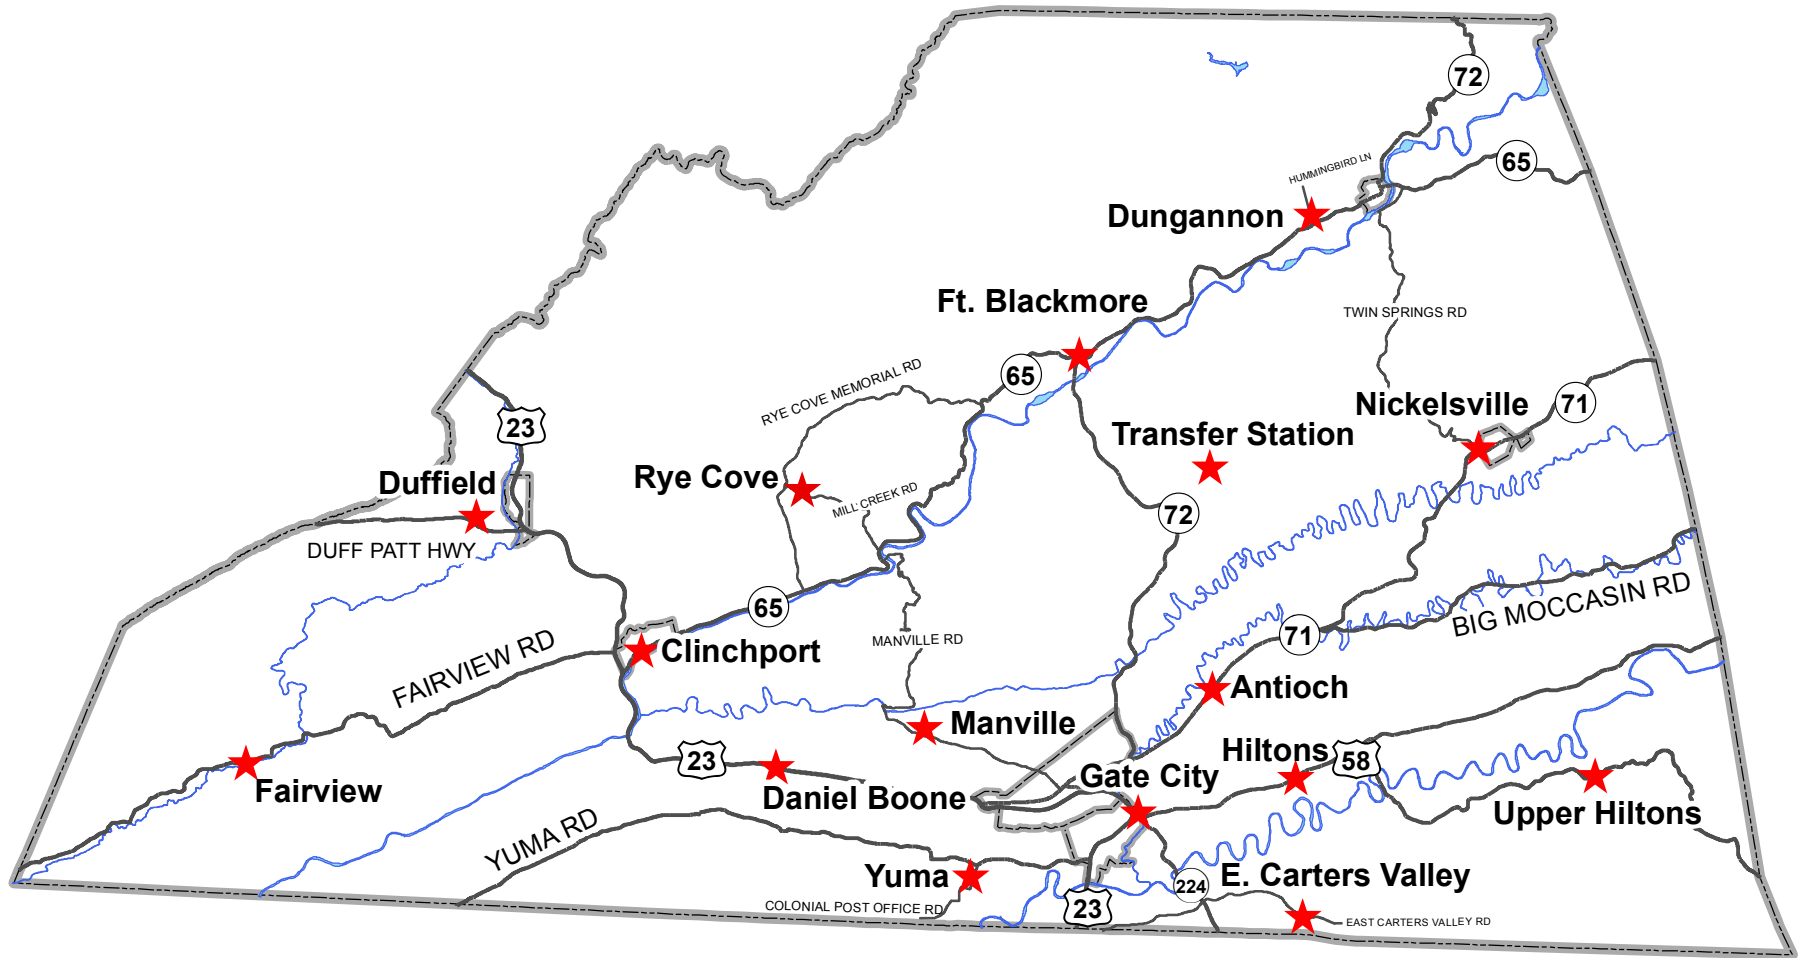 72
65
HUMMINGBIRD LN
Dungannon
Ft. Blackmore
TWIN SPRINGS RD
65
RYE COVE MEMORIAL RD
23
Nickelsville
71
Transfer Station
Rye Cove
Duffield
MILL CREEK RD
72
DUFF PATT HWY
65
BIG MOCCASIN RD
71
MANVILLE RD
Clinchport
FAIRVIEW RD
Antioch
Manville
Hiltons
58
23
Gate City
Fairview
Daniel Boone
Upper Hiltons
YUMA RD
Yuma
E. Carters Valley
224
COLONIAL POST OFFICE RD
23
EAST CARTERS VALLEY RD